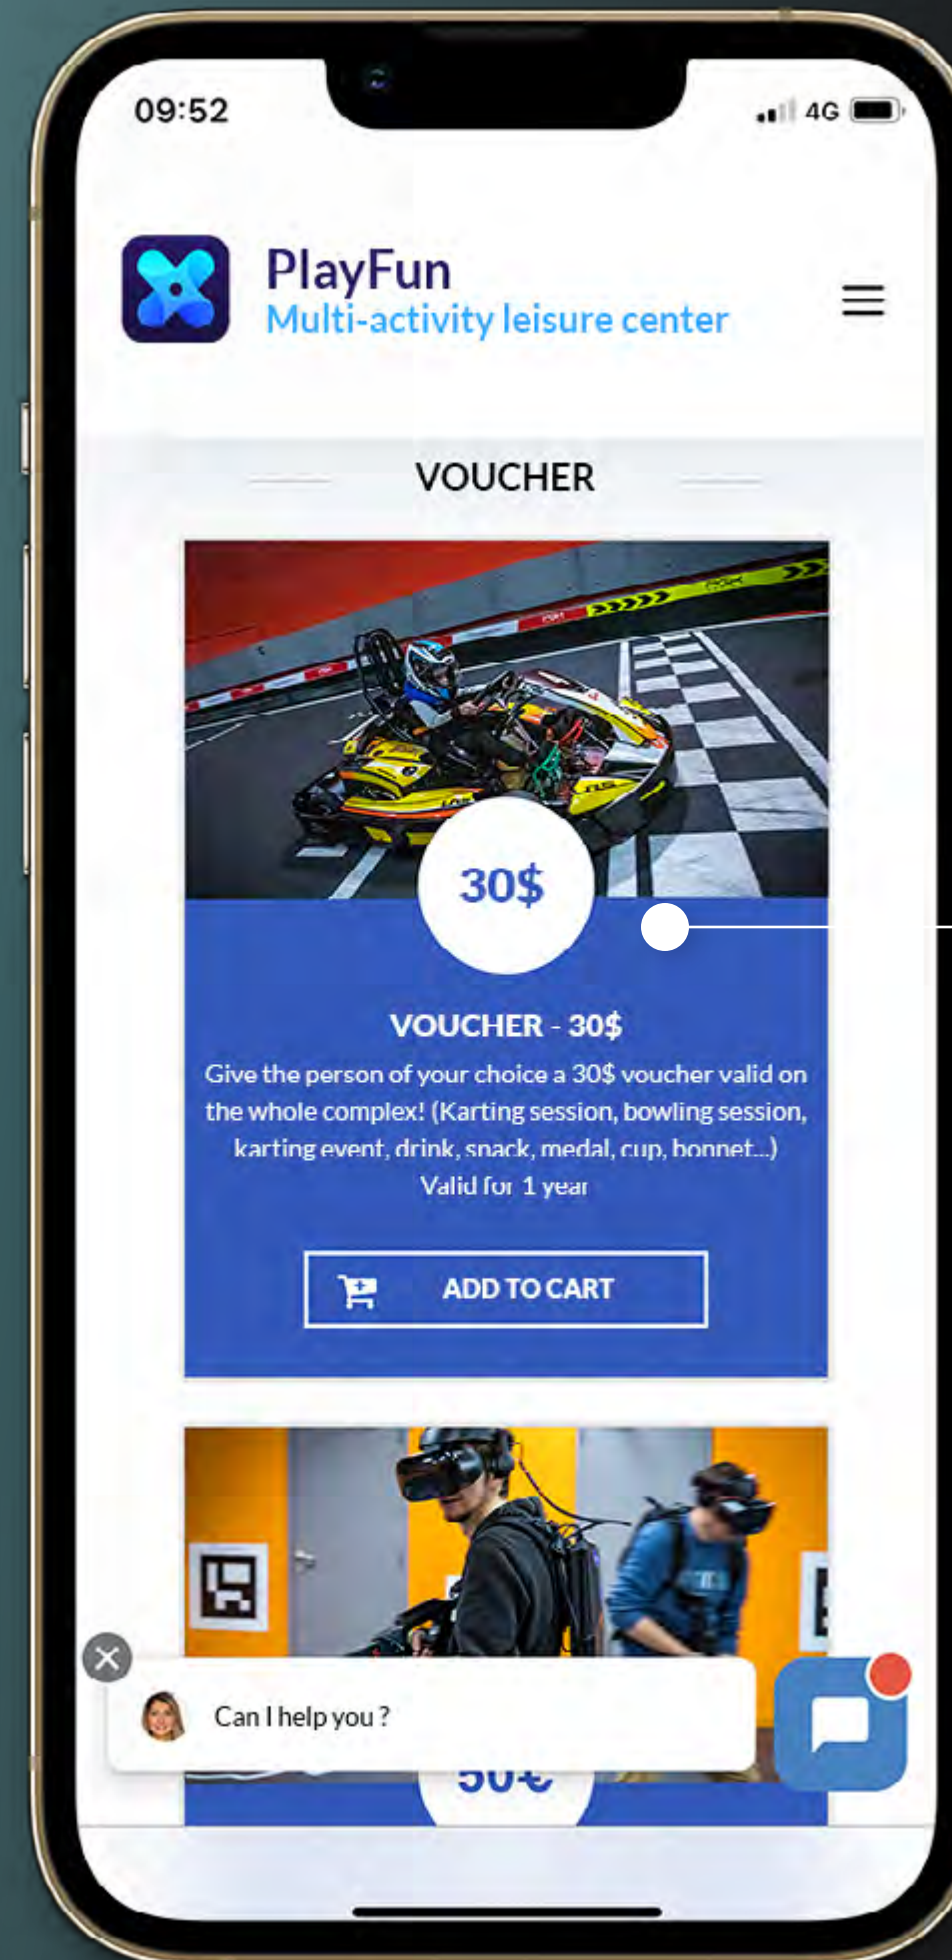 09:52
4G
PlayFun
Multi-activity leisure center
VOUCHER
30$
VOUCHER - 30$
Give the person of your choice a 30$ voucher valid on
the whole complex! (Karting session, bowling session,
karting event, drink, snack, medal, cup, bonnet...)
Valid for 1 year
ADD TO CART
Can I help you ?
50€